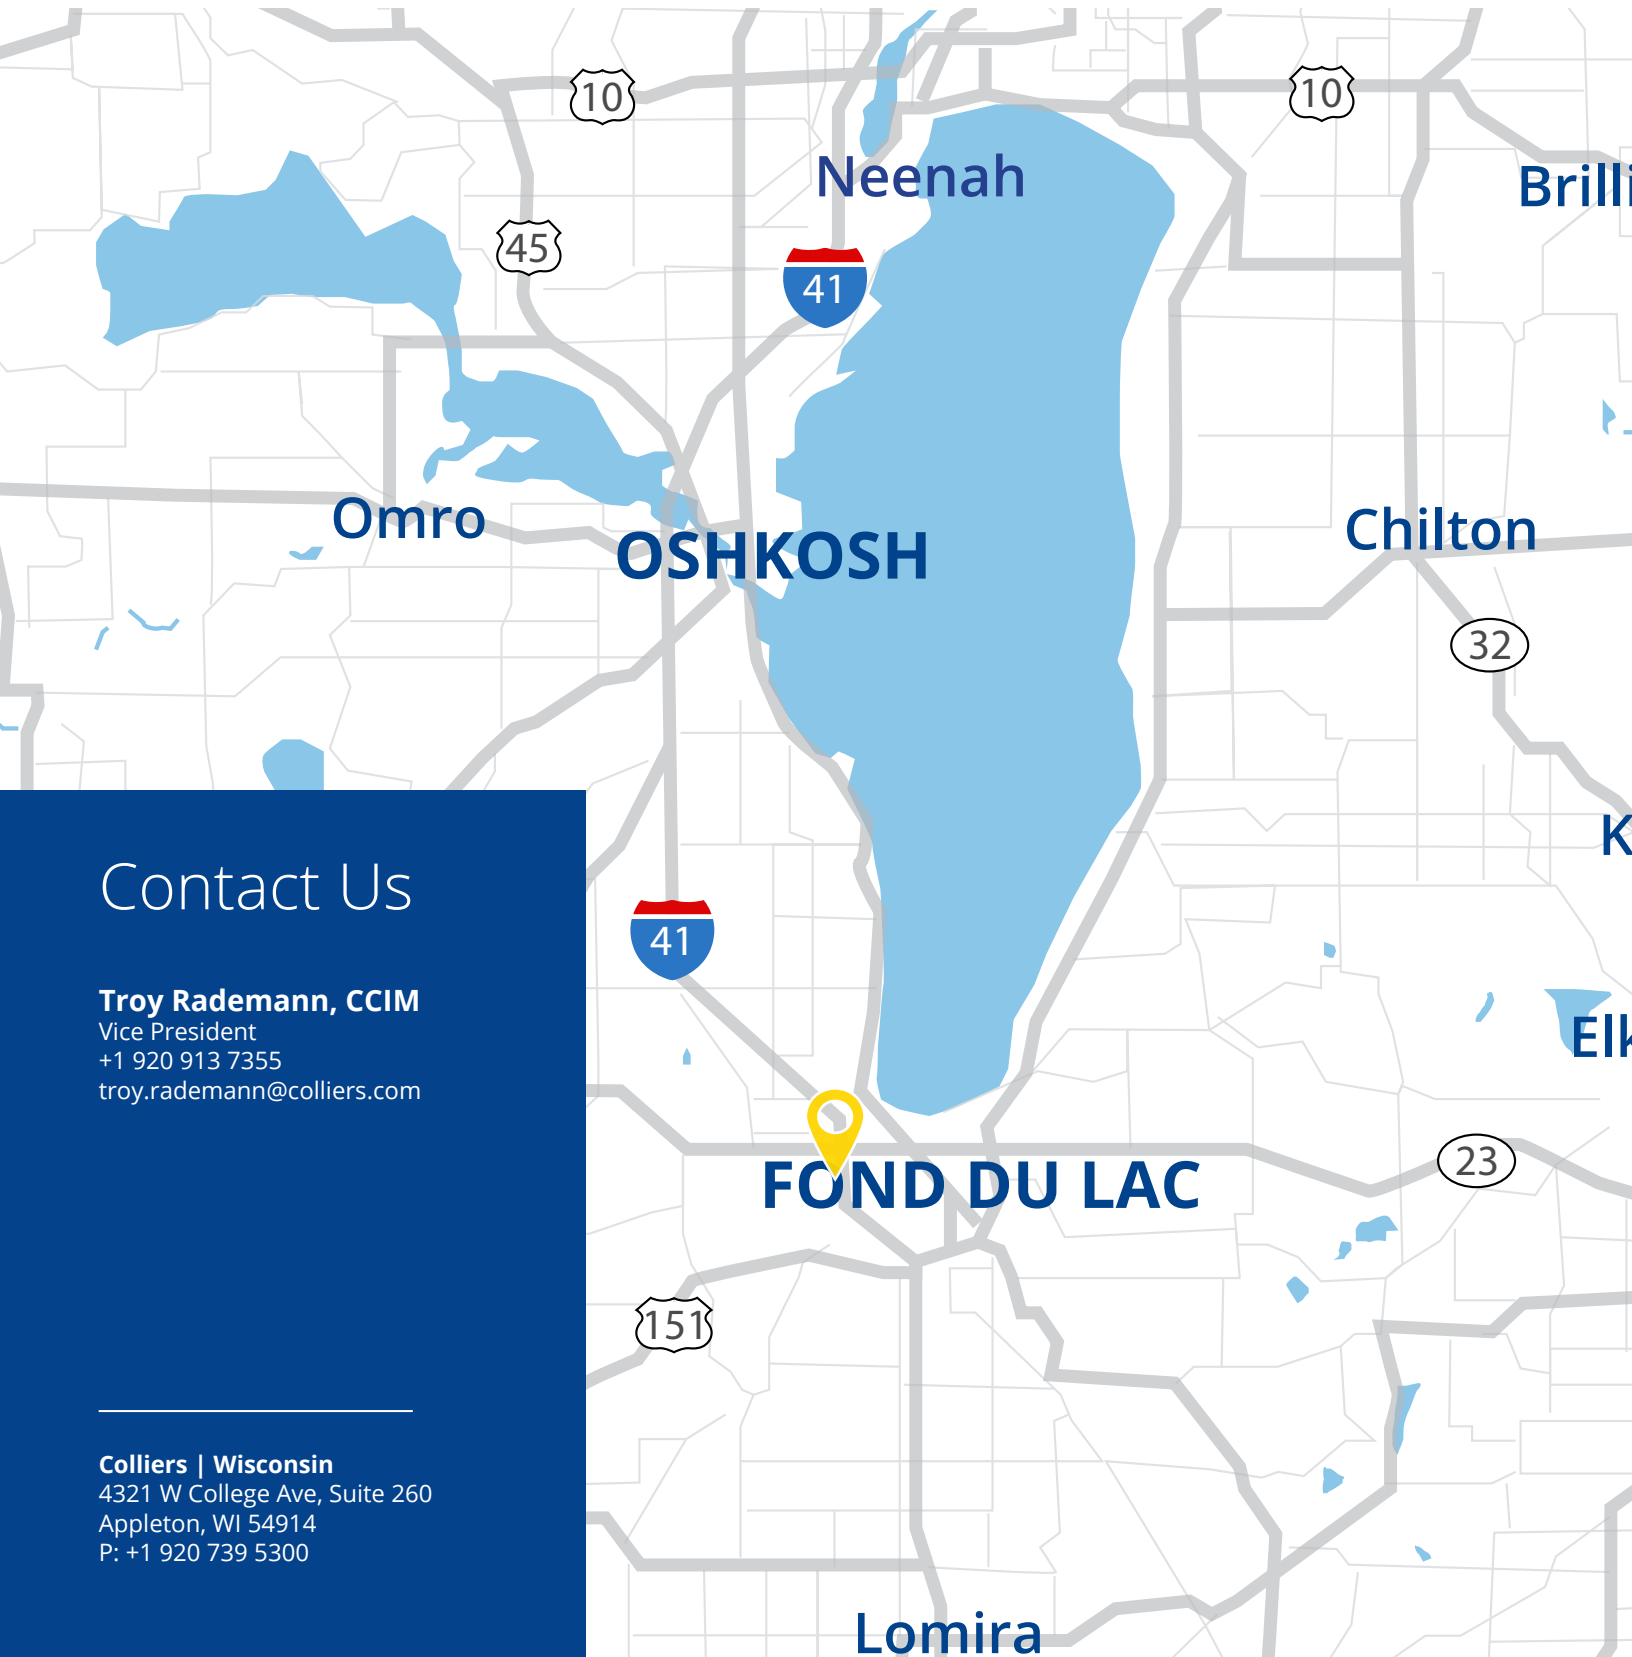 10
10
Neenah
Brilli
45
41
Omro
OSHKOSH
Chilton
32
K
Contact Us
41
Troy Rademann, CCIM
Vice President
+1 920 913 7355
troy.rademann@colliers.com
Elk
FOND DU LAC
23
151
Colliers | Wisconsin
4321 W College Ave, Suite 260
Appleton, WI 54914
P: +1 920 739 5300
Lomira